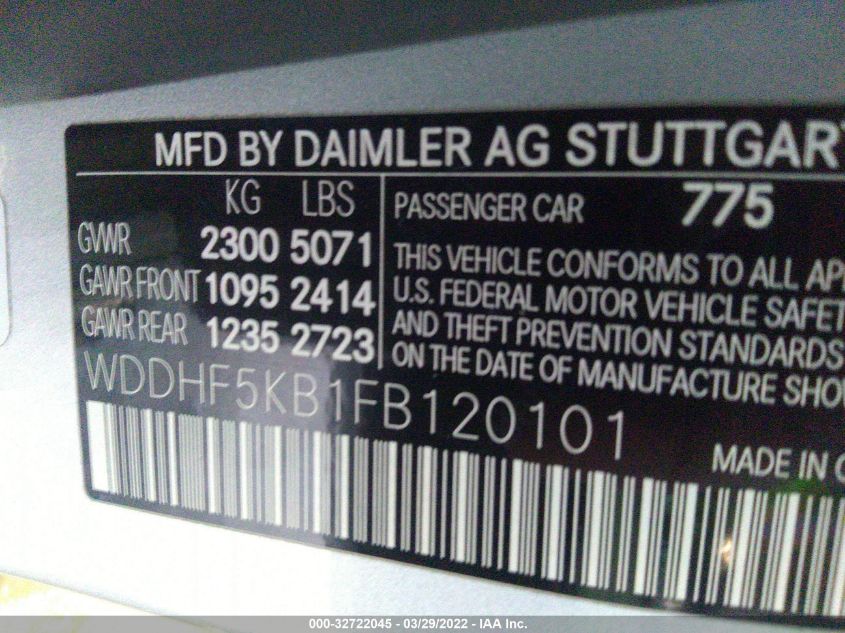 MFD BY DAIMLER AG STUTTGAR
KG LBS
GVWR 2300 5071
GAWR FRONT 1095 2414
GAWR REAR 1235 2723
PASSENGER CAR 775
THIS VEHICLE CONFORMS TO ALL AP
U.S. FEDERAL MOTOR VEHICLE SAFET
AND THEFT PREVENTION STANDARDS
ON THE DATE OF MANUFACTURE SHO
WDDHF5KB1FB120101
MADE IN
000-32722045 - 03/29/2022 - IAA Inc.